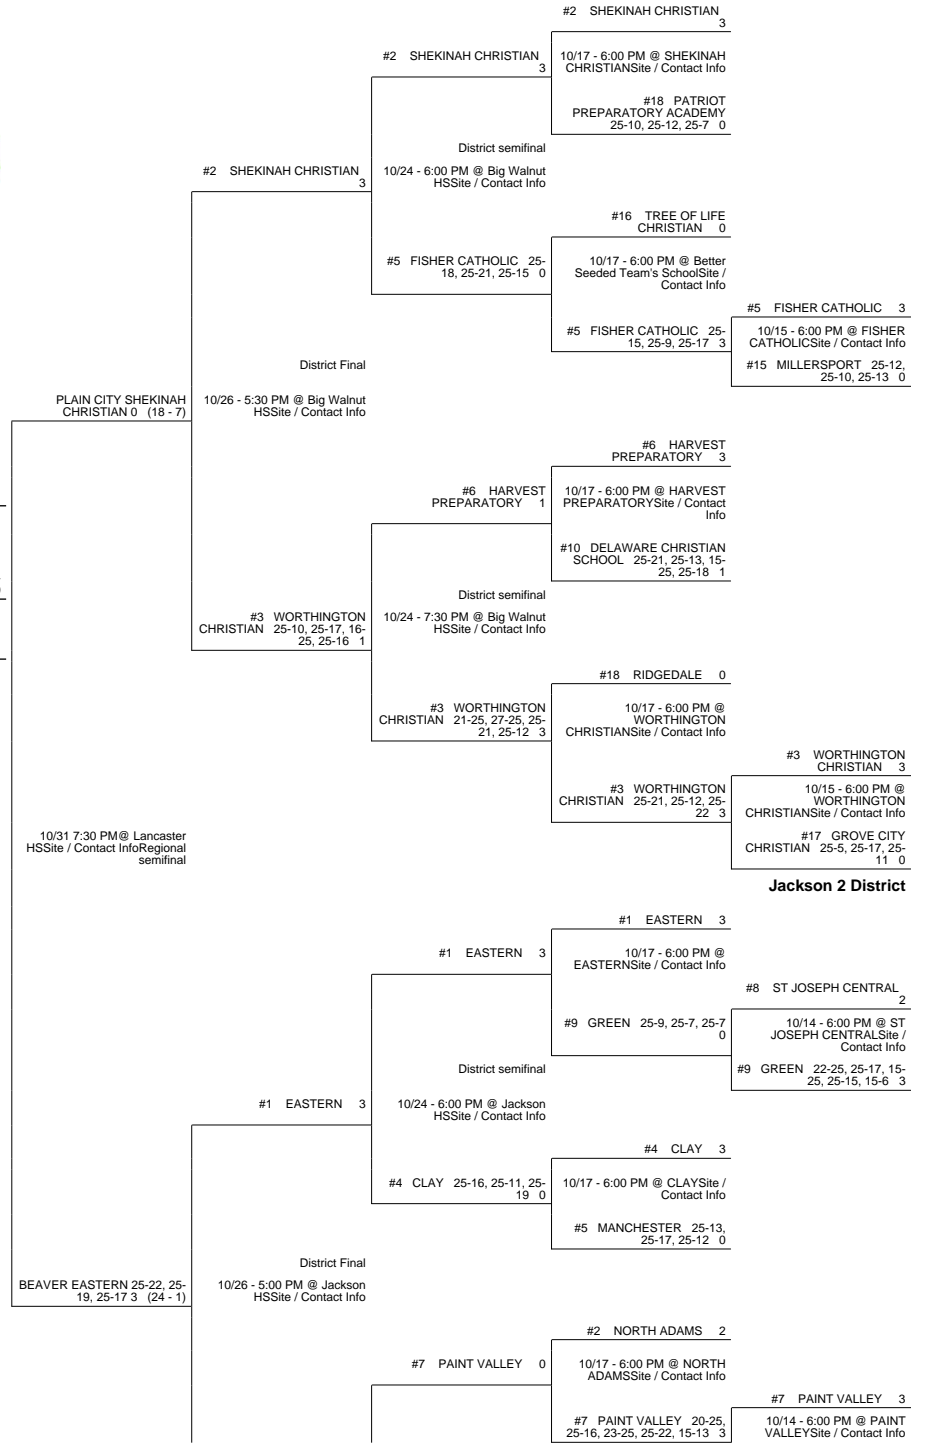 #2 SHEKINAH CHRISTIAN
3
#2 SHEKINAH CHRISTIAN
3
10/17 - 6:00 PM @ SHEKINAH
CHRISTIANSite / Contact Info
#18 PATRIOT
PREPARATORY ACADEMY
25-10, 25-12, 25-7 0
District semifinal
#2 SHEKINAH CHRISTIAN
3
10/24 - 6:00 PM @ Big Walnut
HSSite / Contact Info
#16 TREE OF LIFE
CHRISTIAN 0
#5 FISHER CATHOLIC 25-
18, 25-21, 25-15 0
10/17 - 6:00 PM @ Better
Seeded Team's SchoolSite /
Contact Info
#5 FISHER CATHOLIC 3
#5 FISHER CATHOLIC 25-
15, 25-9, 25-17 3
10/15 - 6:00 PM @ FISHER
CATHOLICSite / Contact Info
#15 MILLERSPORT 25-12,
25-10, 25-13 0
District Final
PLAIN CITY SHEKINAH
CHRISTIAN 0 (18 - 7)
10/26 - 5:30 PM @ Big Walnut
HSSite / Contact Info
#6 HARVEST
PREPARATORY 3
#6 HARVEST
PREPARATORY 1
10/17 - 6:00 PM @ HARVEST
PREPARATORYSite / Contact
Info
#10 DELAWARE CHRISTIAN
SCHOOL 25-21, 25-13, 15-
25, 25-18 1
District semifinal
#3 WORTHINGTON
CHRISTIAN 25-10, 25-17, 16-
25, 25-16 1
10/24 - 7:30 PM @ Big Walnut
HSSite / Contact Info
#18 RIDGEDALE 0
#3 WORTHINGTON
CHRISTIAN 21-25, 27-25, 25-
21, 25-12 3
10/17 - 6:00 PM @
WORTHINGTON
CHRISTIANSite / Contact Info
#3 WORTHINGTON
CHRISTIAN 3
#3 WORTHINGTON
CHRISTIAN 25-21, 25-12, 25-
22 3
10/15 - 6:00 PM @
WORTHINGTON
CHRISTIANSite / Contact Info
#17 GROVE CITY
CHRISTIAN 25-5, 25-17, 25-
11 0
10/31 7:30 PM@ Lancaster
HSSite / Contact InfoRegional
semifinal
Jackson 2 District
#1 EASTERN 3
#1 EASTERN 3
10/17 - 6:00 PM @
EASTERNSite / Contact Info
#8 ST JOSEPH CENTRAL
2
#9 GREEN 25-9, 25-7, 25-7
0
10/14 - 6:00 PM @ ST
JOSEPH CENTRALSite /
Contact Info
#9 GREEN 22-25, 25-17, 15-
25, 25-15, 15-6 3
District semifinal
#1 EASTERN 3
10/24 - 6:00 PM @ Jackson
HSSite / Contact Info
#4 CLAY 3
#4 CLAY 25-16, 25-11, 25-
19 0
10/17 - 6:00 PM @ CLAYSite /
Contact Info
#5 MANCHESTER 25-13,
25-17, 25-12 0
District Final
BEAVER EASTERN 25-22, 25-
19, 25-17 3 (24 - 1)
10/26 - 5:00 PM @ Jackson
HSSite / Contact Info
#2 NORTH ADAMS 2
#7 PAINT VALLEY 0
10/17 - 6:00 PM @ NORTH
ADAMSSite / Contact Info
#7 PAINT VALLEY 3
#7 PAINT VALLEY 20-25,
25-16, 23-25, 25-22, 15-13 3
10/14 - 6:00 PM @ PAINT
VALLEYSite / Contact Info